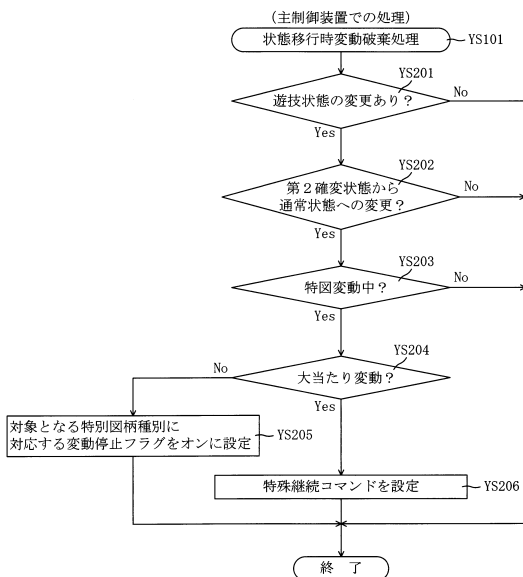 (主制御装置での処理)
状態移行時変動破棄処理
YS101
YS201
遊技状態の変更あり？
No
Yes
YS202
第２確変状態から
通常状態への変更？
No
Yes
YS203
特図変動中？
No
Yes
YS204
No
大当たり変動？
Yes
対象となる特別図柄種別に
対応する変動停止フラグをオンに設定
YS205
特殊継続コマンドを設定
YS206
終 了